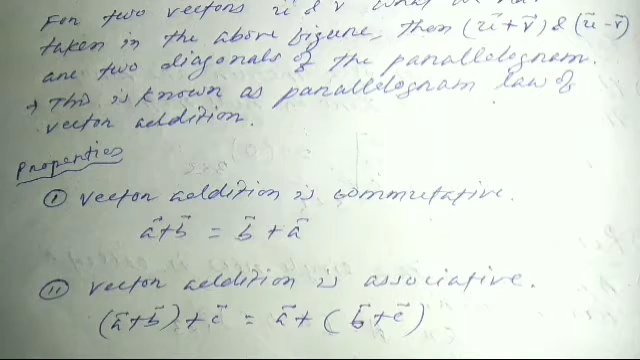 For two vectors u⃗ & v⃗ what
taken in the above figure, then (u⃗+v⃗) & (u⃗-v⃗)
are two diagonals of the parallelogram.
→ This is known as parallelogram law of
vector addition.
Properties
(i) vector addition is commutative.
a⃗+b⃗ = b⃗+a⃗
(ii) vector addition is associative.
(a⃗+b⃗)+c⃗ = a⃗+(b⃗+c⃗)